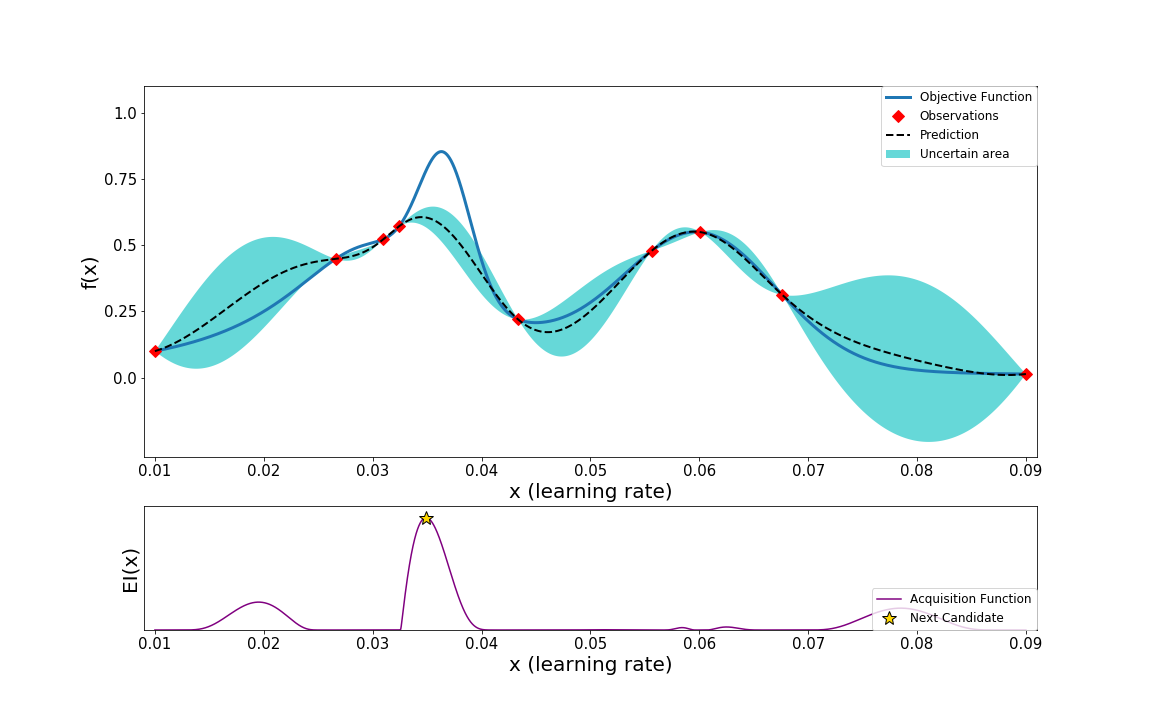 Objective Function
Observations
Prediction
Uncertain area
1.0
0.75
0.5
0.25
0.0
f(x)
0.01 0.02 0.03 0.04 0.05 0.06 0.07 0.08 0.09
x (learning rate)
EI(x)
Acquisition Function
Next Candidate
0.01 0.02 0.03 0.04 0.05 0.06 0.07 0.08 0.09
x (learning rate)